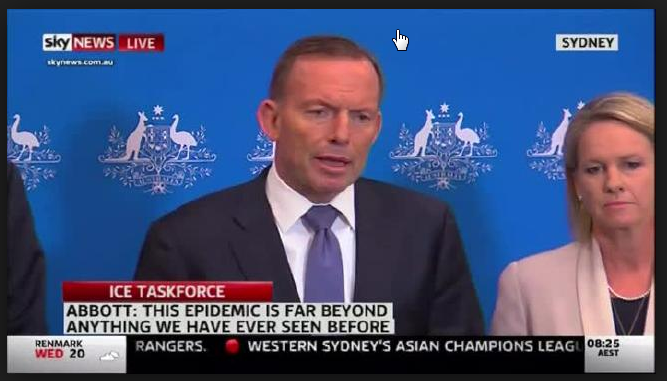 sky NEWS LIVE
skynews.com.au
SYDNEY
ICE TASKFORCE
ABBOTT: THIS EPIDEMIC IS FAR BEYOND
ANYTHING WE HAVE EVER SEEN BEFORE
RENMARK
WED 20
RANGERS. WESTERN SYDNEY'S ASIAN CHAMPIONS LEAGU
08:25
AEST